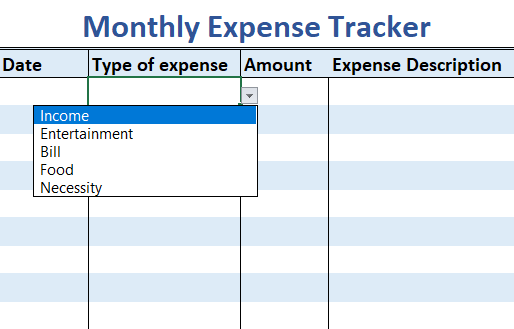 Monthly Expense Tracker
Date Type of expense Amount Expense Description
Income
Entertainment
Bill
Food
Necessity